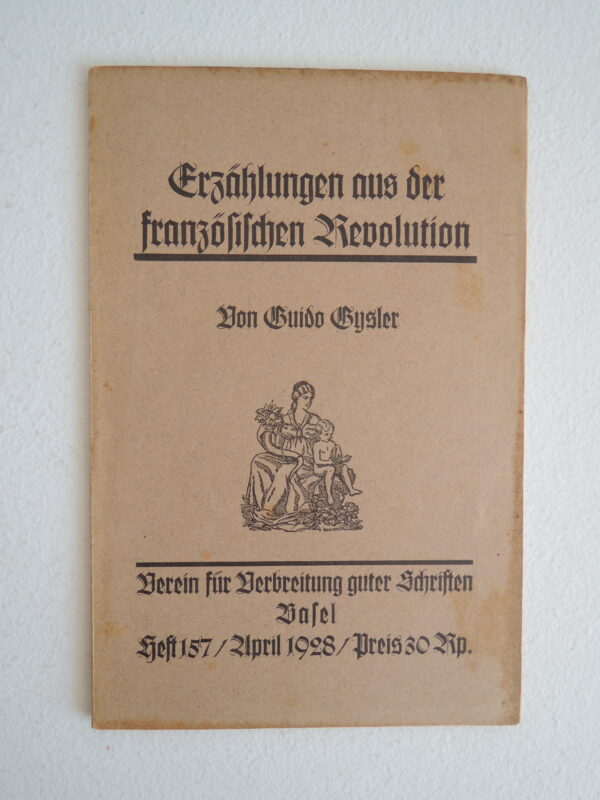 Erzählungen aus der
französischen Revolution
Von Guido Gysler
Verein für Verbreitung guter Schriften
Basel
Heft 157 / April 1928 / Preis 30 Rp.